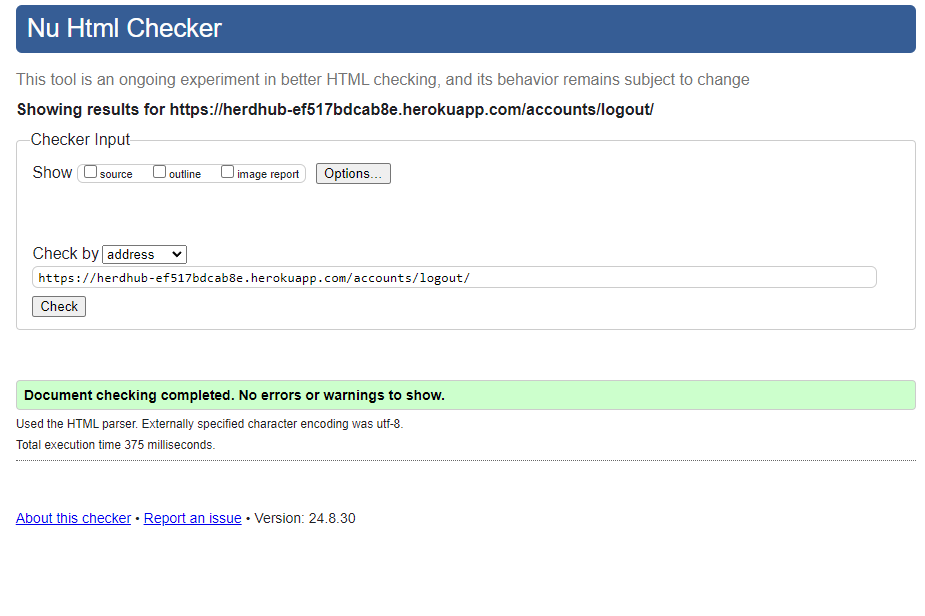 Nu Html Checker
This tool is an ongoing experiment in better HTML checking, and its behavior remains subject to change
Showing results for https://herdhub-ef517bdcab8e.herokuapp.com/accounts/logout/
Checker Input
Show source outline image report Options...
Check by address
https://herdhub-ef517bdcab8e.herokuapp.com/accounts/logout/
Check
Document checking completed. No errors or warnings to show.
Used the HTML parser. Externally specified character encoding was utf-8.
Total execution time 375 milliseconds.
About this checker • Report an issue • Version: 24.8.30